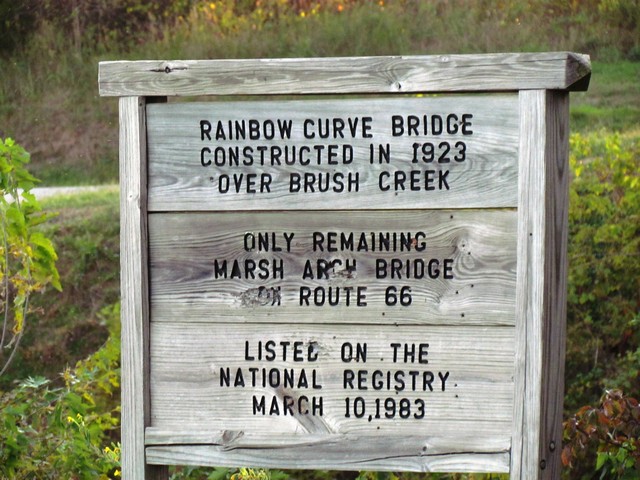 RAINBOW CURVE BRIDGE
CONSTRUCTED IN 1923
OVER BRUSH CREEK
ONLY REMAINING
MARSH ARCH BRIDGE
ON ROUTE 66
LISTED ON THE
NATIONAL REGISTRY
MARCH 10,1983